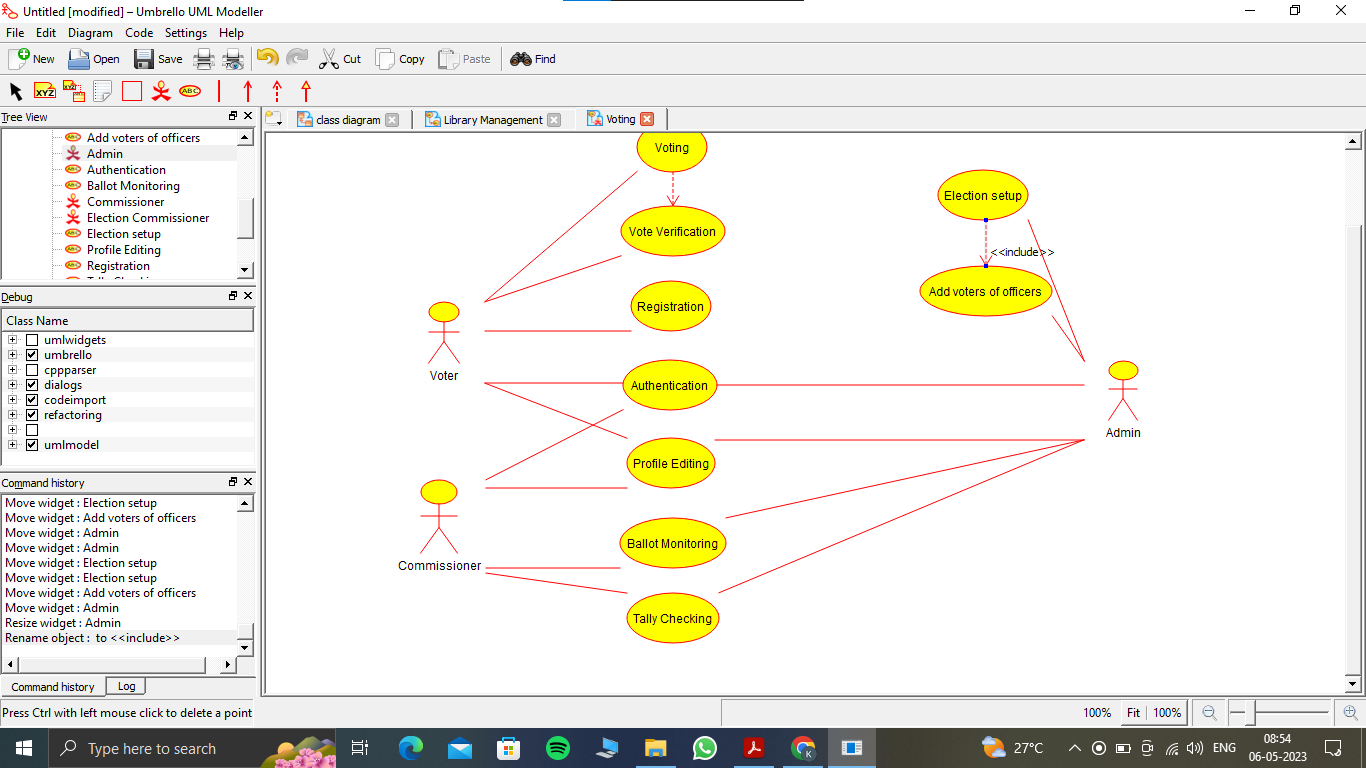 Untitled [modified] – Umbrello UML Modeller
File Edit Diagram Code Settings Help
New Open Save Cut Copy Paste Find
XYZ XYZ ABC
Tree View
class diagram Library Management Voting
Add voters of officers
Admin
Authentication
Ballot Monitoring
Commissioner
Election Commissioner
Election setup
Profile Editing
Registration
Debug
Class Name
umlwidgets
umbrello
cppparser
dialogs
codeimport
refactoring
umlmodel
Command history
Move widget : Election setup
Move widget : Add voters of officers
Move widget : Admin
Move widget : Admin
Move widget : Election setup
Move widget : Election setup
Move widget : Add voters of officers
Move widget : Admin
Resize widget : Admin
Rename object : to <<include>>
Command history Log
Voting
Election setup
Vote Verification
<<include>>
Add voters of officers
Registration
Voter
Authentication
Admin
Profile Editing
Ballot Monitoring
Commissioner
Tally Checking
Press Ctrl with left mouse click to delete a point
100% Fit 100%
Type here to search
27°C ENG 08:54
06-05-2023